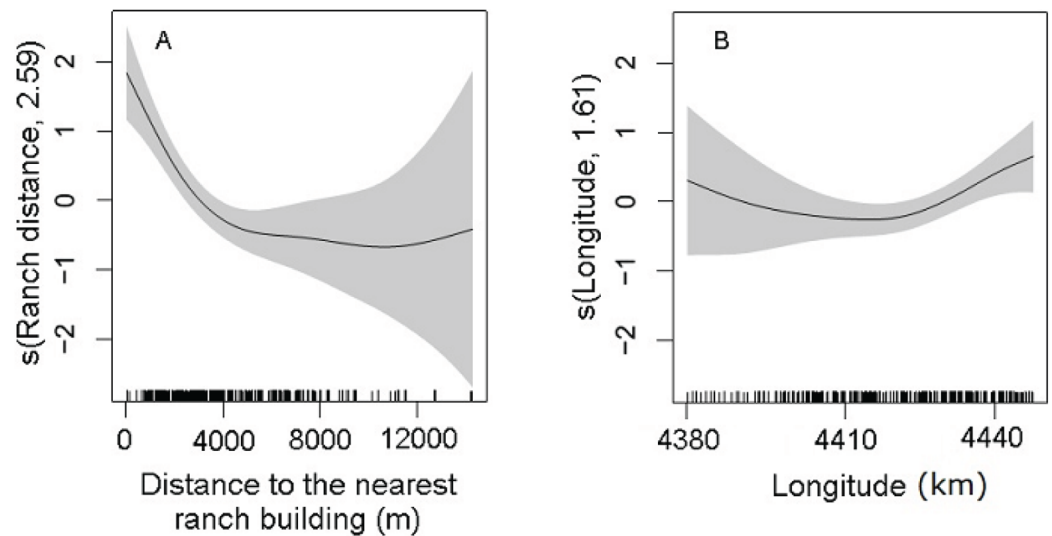 A
s(Ranch distance, 2.59)
2
1
0
−1
−2
0 4000 8000 12000
Distance to the nearest
ranch building (m)
B
s(Longitude, 1.61)
2
1
0
−1
−2
4380 4410 4440
Longitude (km)